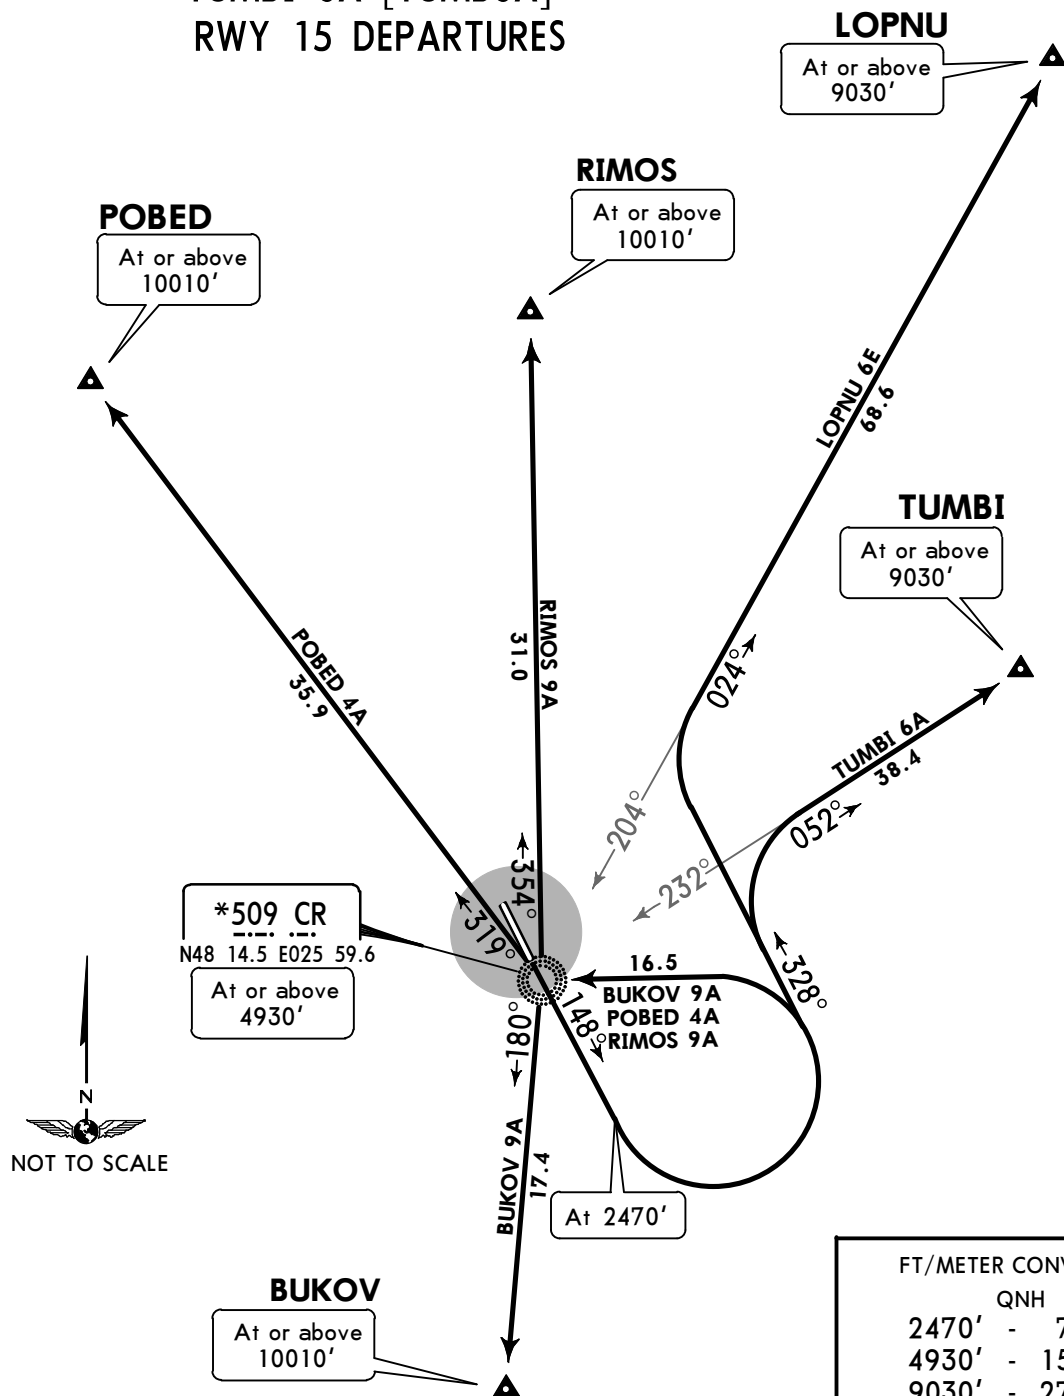 RWY 15 DEPARTURES
LOPNU
At or above
9030'
RIMOS
At or above
10010'
POBED
At or above
10010'
LOPNU 6E
68.6
TUMBI
At or above
9030'
RIMOS 9A
31.0
POBED 4A
35.9
024°
TUMBI 6A
38.4
052°
204°
232°
354°
319°
*509 CR
N48 14.5 E025 59.6
At or above
4930'
16.5
BUKOV 9A
POBED 4A
RIMOS 9A
328°
148°
180°
N
NOT TO SCALE
BUKOV 9A
17.4
At 2470'
BUKOV
At or above
10010'
FT/METER
QNH
2470' - 7
4930' - 15
9030' - 27